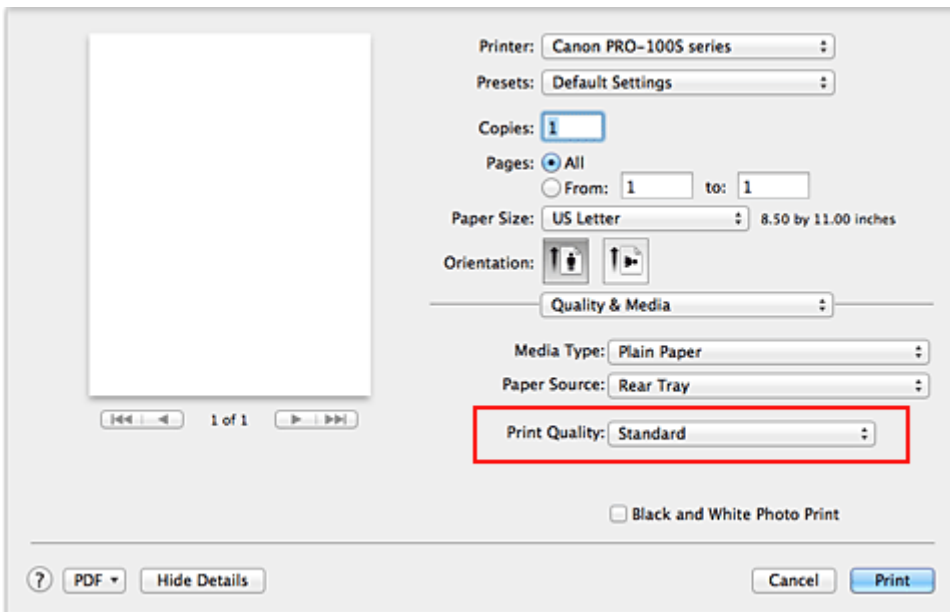 Printer: Canon PRO-100S series
Presets: Default Settings
Copies: 1
Pages: All
From: 1 to: 1
Paper Size: US Letter 8.50 by 11.00 inches
Orientation:
Quality & Media
Media Type: Plain Paper
Paper Source: Rear Tray
1 of 1
Print Quality: Standard
Black and White Photo Print
? PDF Hide Details Cancel Print